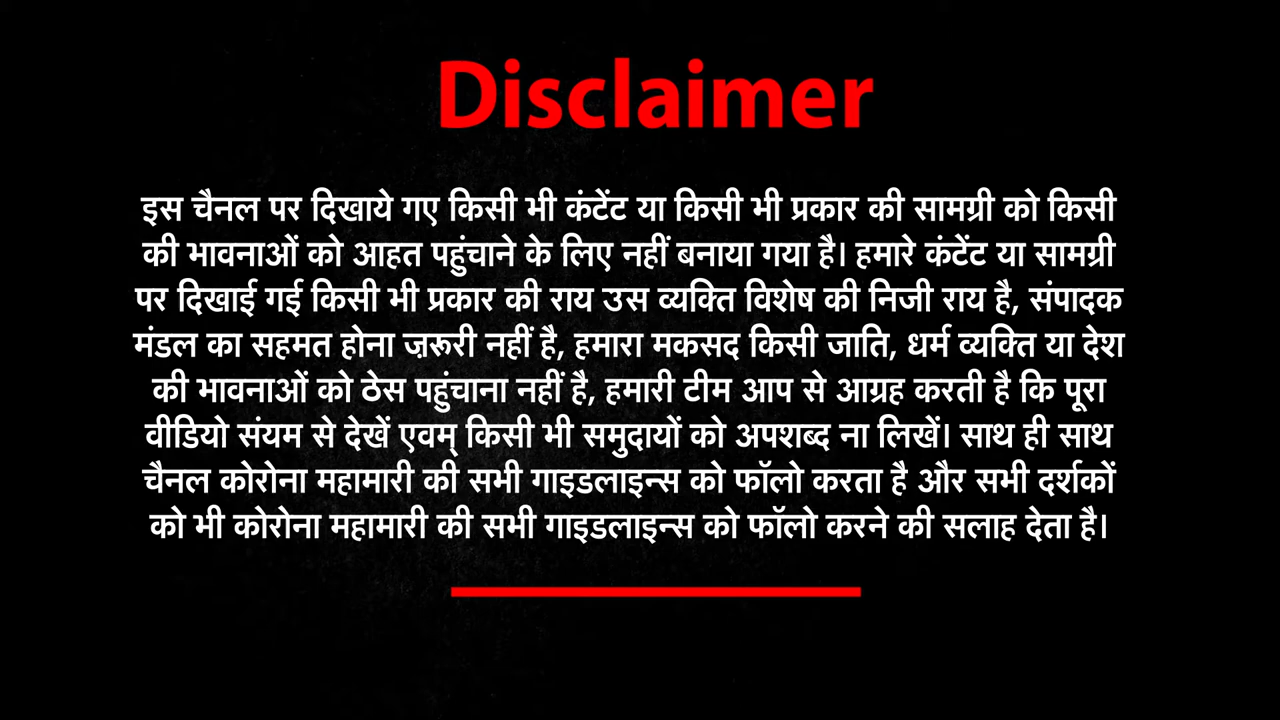 Disclaimer
इस चैनल पर दिखाये गए किसी भी कंटेंट या किसी भी प्रकार की सामग्री को किसी
की भावनाओं को आहत पहुंचाने के लिए नहीं बनाया गया है। हमारे कंटेंट या सामग्री
पर दिखाई गई किसी भी प्रकार की राय उस व्यक्ति विशेष की निजी राय है, संपादक
मंडल का सहमत होना ज़रूरी नहीं है, हमारा मकसद किसी जाति, धर्म व्यक्ति या देश
की भावनाओं को ठेस पहुंचाना नहीं है, हमारी टीम आप से आग्रह करती है कि पूरा
वीडियो संयम से देखें एवम् किसी भी समुदायों को अपशब्द ना लिखें। साथ ही साथ
चैनल कोरोना महामारी की सभी गाइडलाइन्स को फॉलो करता है और सभी दर्शकों
को भी कोरोना महामारी की सभी गाइडलाइन्स को फॉलो करने की सलाह देता है।